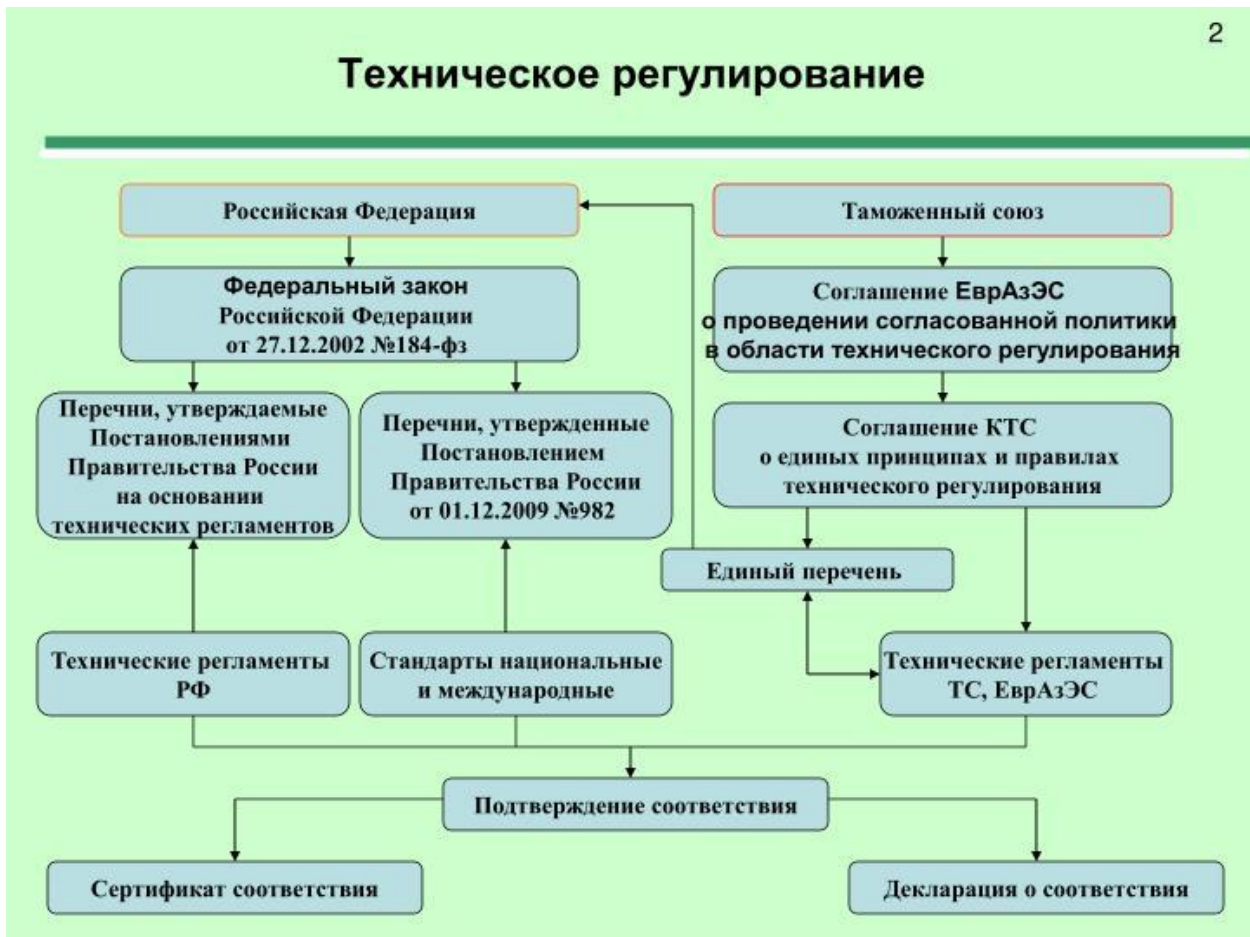 2
Техническое регулирование
Российская Федерация
Таможенный союз
Федеральный закон
Российской Федерации
от 27.12.2002 №184-фз
Соглашение ЕврАзЭС
о проведении согласованной политики
в области технического регулирования
Перечни, утверждаемые
Постановлениями
Правительства России
на основании
технических регламентов
Перечни, утвержденные
Постановлением
Правительства России
от 01.12.2009 №982
Соглашение КТС
о единых принципах и правилах
технического регулирования
Единый перечень
Технические регламенты
РФ
Стандарты национальные
и международные
Технические регламенты
ТС, ЕврАзЭС
Подтверждение соответствия
Сертификат соответствия
Декларация о соответствия